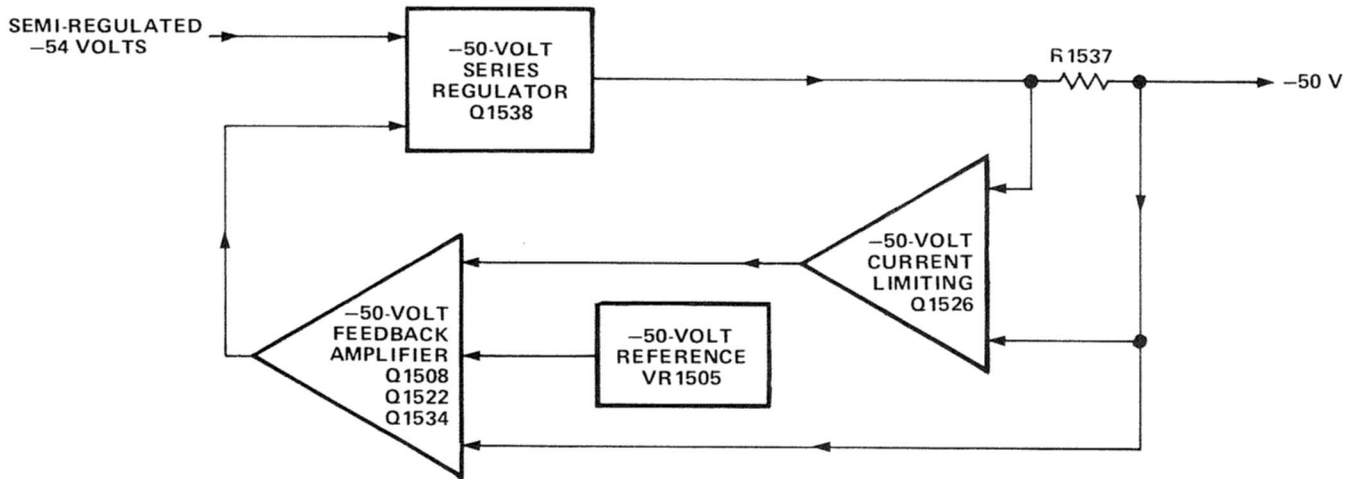 SEMI-REGULATED
−54 VOLTS
−50-VOLT
SERIES
REGULATOR
Q1538
R1537
−50 V
−50-VOLT
CURRENT
LIMITING
Q1526
−50-VOLT
FEEDBACK
AMPLIFIER
Q1508
Q1522
Q1534
−50-VOLT
REFERENCE
VR1505